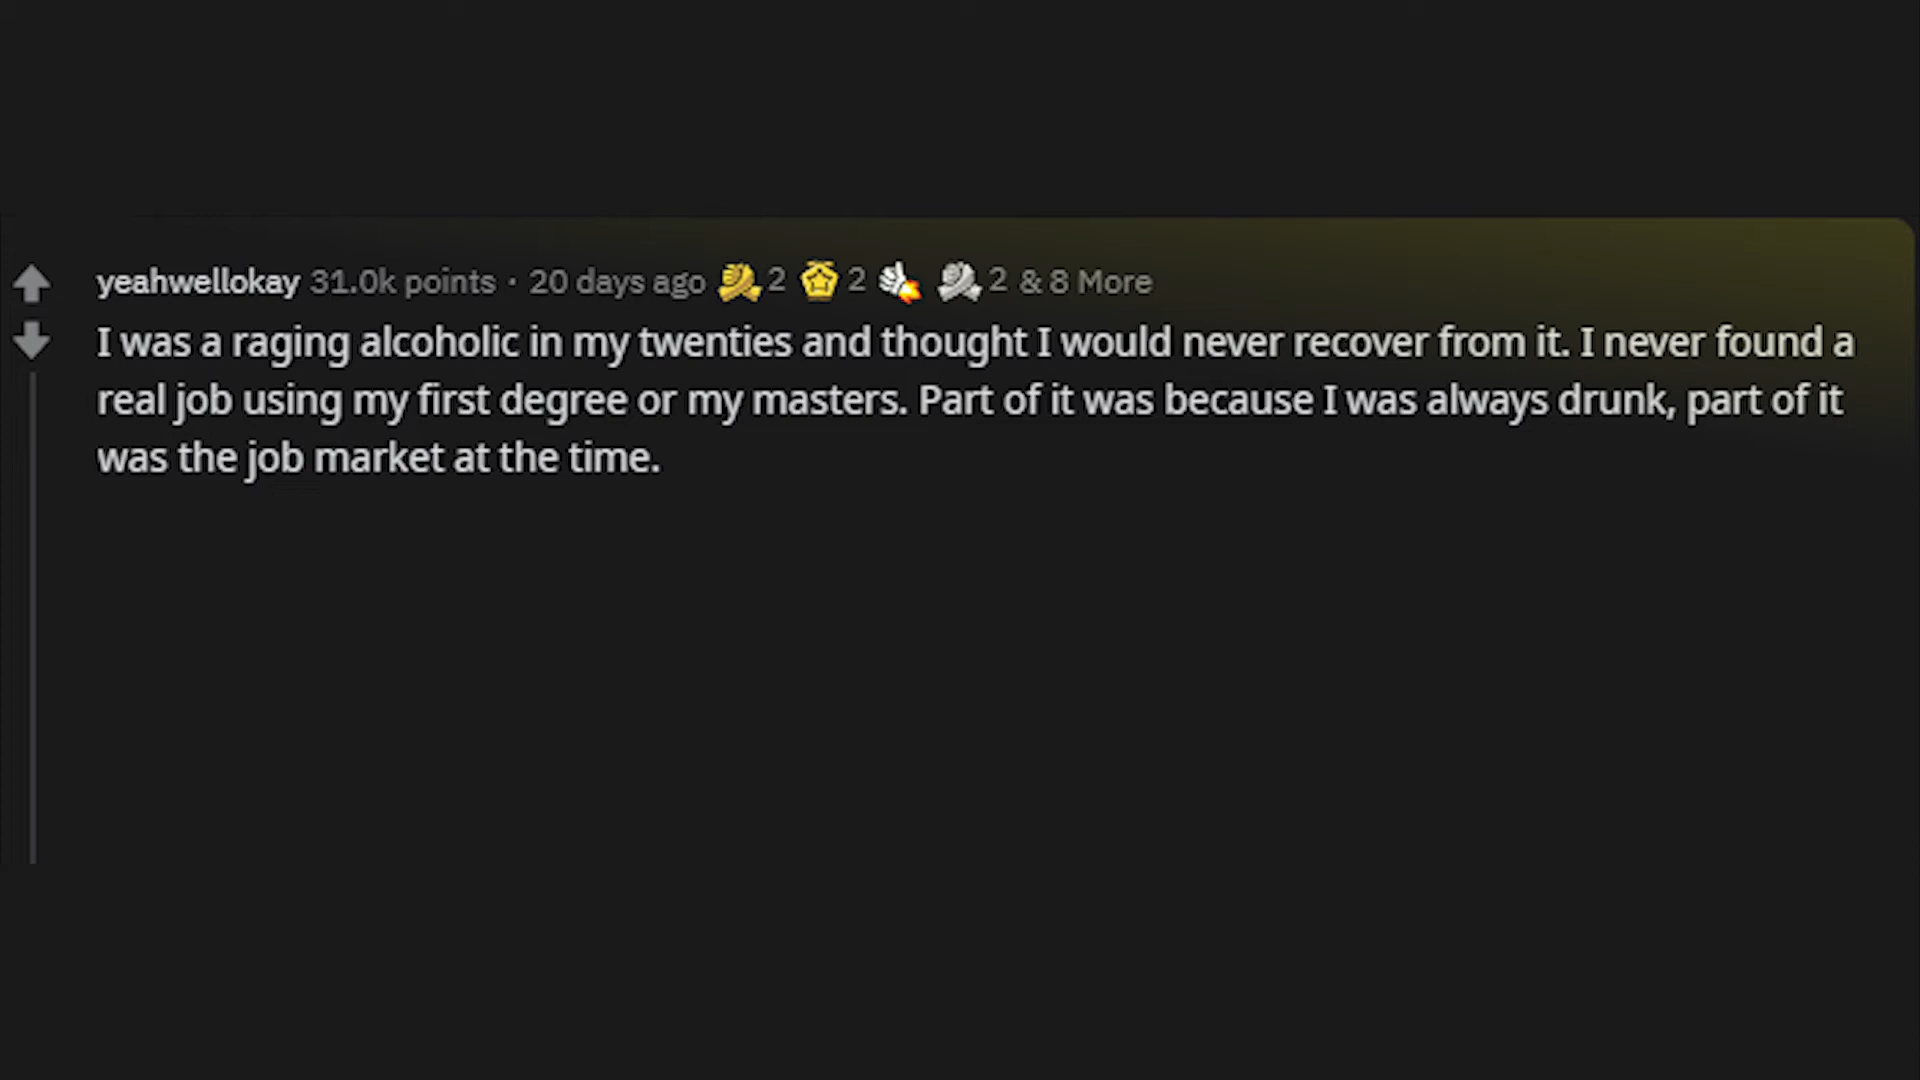 yeahwellokay 31.0k points · 20 days ago 2 2 2 & 8 More
I was a raging alcoholic in my twenties and thought I would never recover from it. I never found a
real job using my first degree or my masters. Part of it was because I was always drunk, part of it
was the job market at the time.